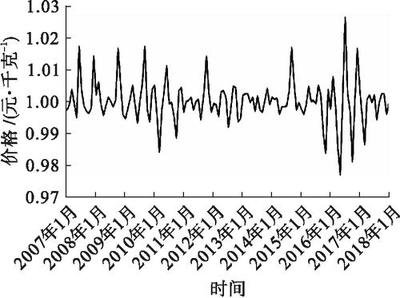 1.03
1.02
1.01
1.00
0.99
0.98
0.97
价格/(元·千克⁻¹)
2007年1月
2008年1月
2009年1月
2010年1月
2011年1月
2012年1月
2013年1月
2014年1月
2015年1月
2016年1月
2017年1月
2018年1月
时间